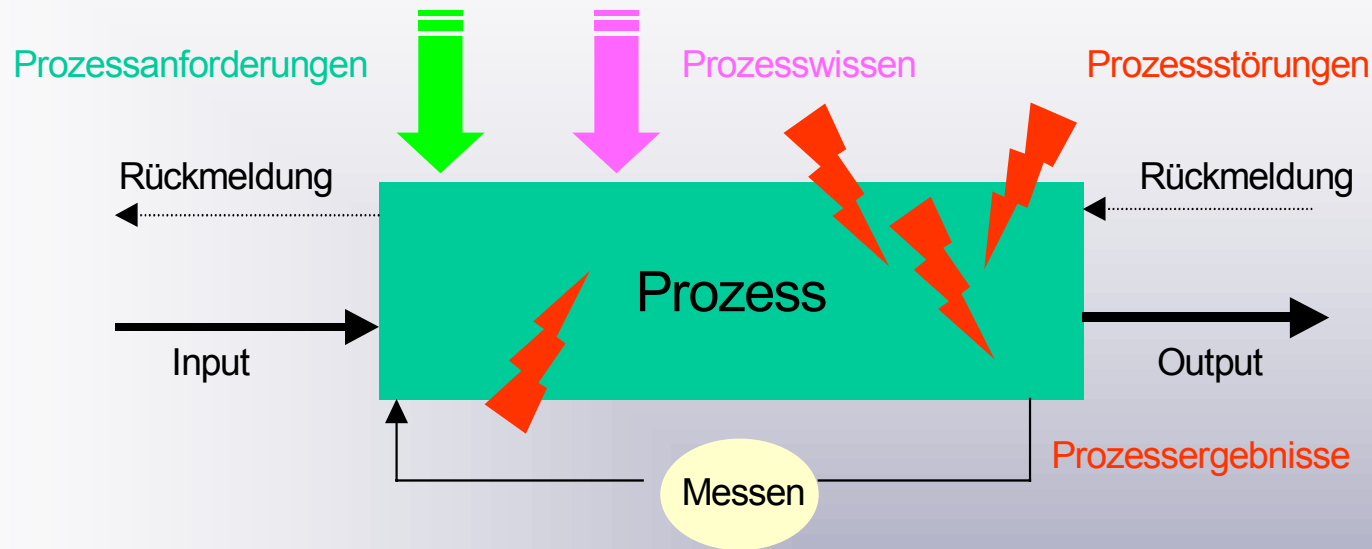 Prozessanforderungen
Prozesswissen
Prozessstörungen
Rückmeldung
Rückmeldung
Prozess
Input
Output
Prozessergebnisse
Messen